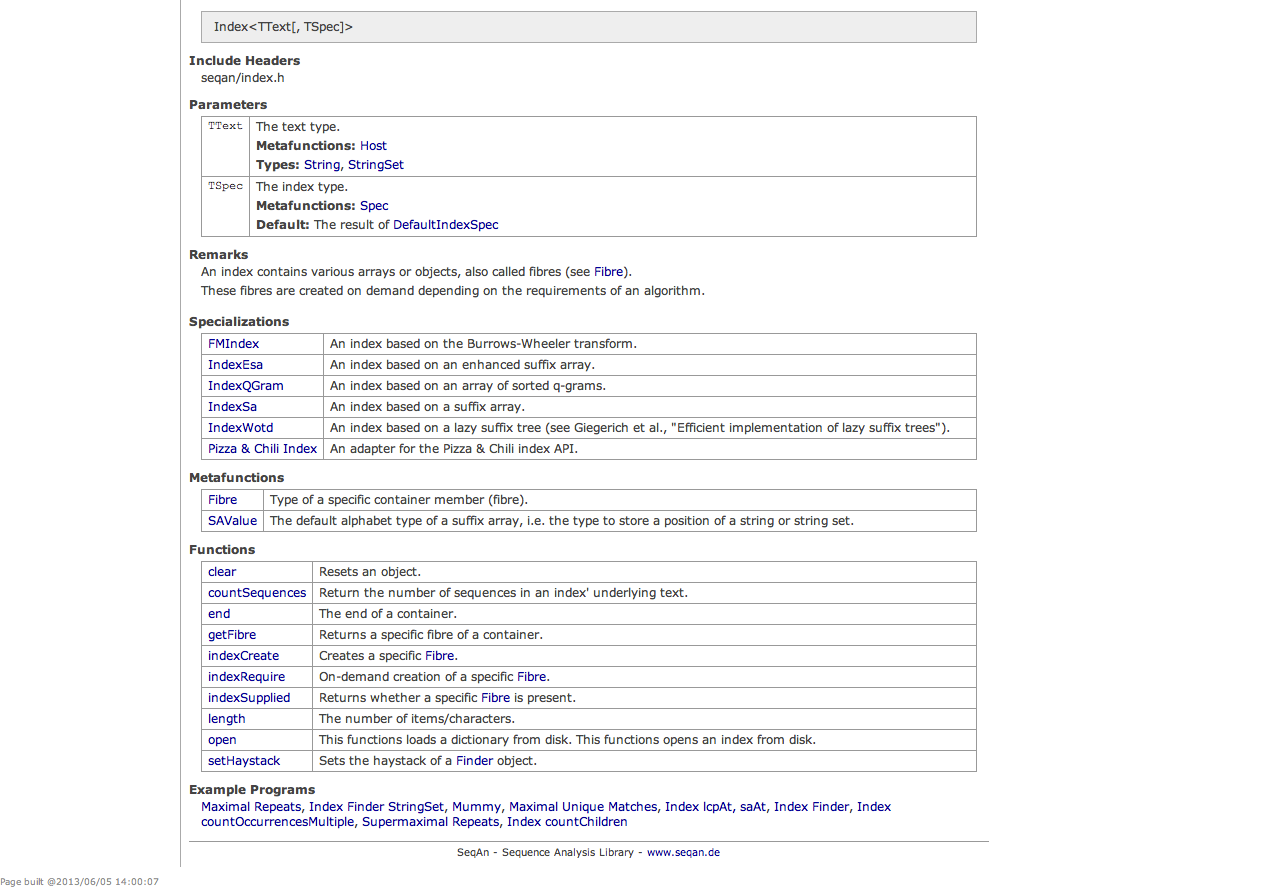 Index<TText[, TSpec]>
Include Headers
seqan/index.h
Parameters
TText The text type.
Metafunctions: Host
Types: String, StringSet
TSpec The index type.
Metafunctions: Spec
Default: The result of DefaultIndexSpec
Remarks
An index contains various arrays or objects, also called fibres (see Fibre).
These fibres are created on demand depending on the requirements of an algorithm.
Specializations
FMIndex An index based on the Burrows-Wheeler transform.
IndexEsa An index based on an enhanced suffix array.
IndexQGram An index based on an array of sorted q-grams.
IndexSa An index based on a suffix array.
IndexWotd An index based on a lazy suffix tree (see Giegerich et al., "Efficient implementation of lazy suffix trees").
Pizza & Chili Index An adapter for the Pizza & Chili index API.
Metafunctions
Fibre Type of a specific container member (fibre).
SAValue The default alphabet type of a suffix array, i.e. the type to store a position of a string or string set.
Functions
clear Resets an object.
countSequences Return the number of sequences in an index' underlying text.
end The end of a container.
getFibre Returns a specific fibre of a container.
indexCreate Creates a specific Fibre.
indexRequire On-demand creation of a specific Fibre.
indexSupplied Returns whether a specific Fibre is present.
length The number of items/characters.
open This functions loads a dictionary from disk. This functions opens an index from disk.
setHaystack Sets the haystack of a Finder object.
Example Programs
Maximal Repeats, Index Finder StringSet, Mummy, Maximal Unique Matches, Index lcpAt, saAt, Index Finder, Index
countOccurrencesMultiple, Supermaximal Repeats, Index countChildren
SeqAn - Sequence Analysis Library - www.seqan.de
Page built @2013/06/05 14:00:07